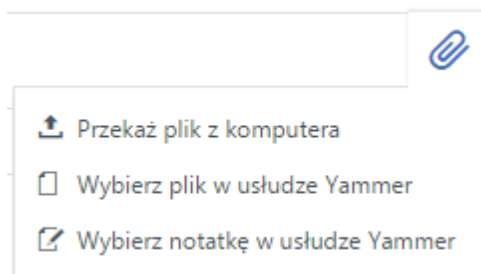 Przekaż plik z komputera
Wybierz plik w usłudze Yammer
Wybierz notatkę w usłudze Yammer